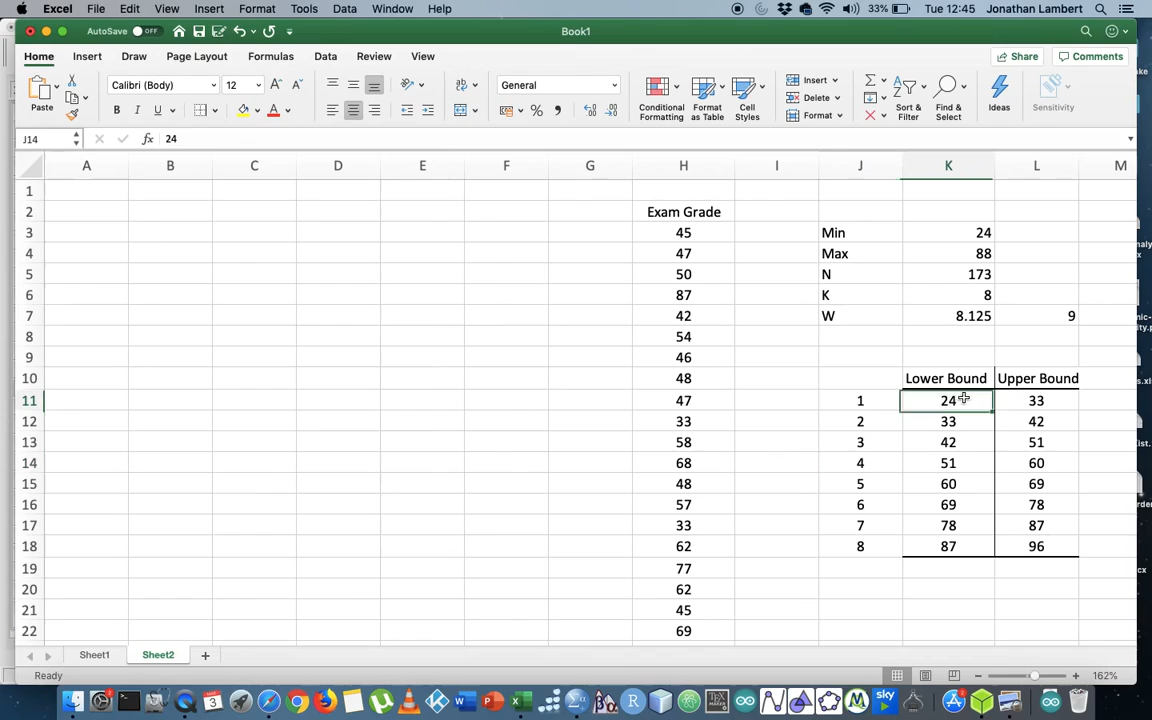 Excel File Edit View Insert Format Tools Data Window Help 33% Tue 12:45 Jonathan Lambert
AutoSave OFF Book1
Home Insert Draw Page Layout Formulas Data Review View Share Comments
Paste Calibri (Body) 12 B I U A General % Conditional Formatting Format as Table Cell Styles Insert Delete Format Sort & Filter Find & Select Ideas Sensitivity
J14 fx 24
A B C D E F G H I J K L M
1
2 Exam Grade
3 45 Min 24
4 47 Max 88
5 50 N 173
6 87 K 8
7 42 W 8.125 9
8 54
9 46
10 48 Lower Bound Upper Bound
11 47 1 24 33
12 33 2 33 42
13 58 3 42 51
14 68 4 51 60
15 48 5 60 69
16 57 6 69 78
17 33 7 78 87
18 62 8 87 96
19 77
20 62
21 45
22 69
Sheet1 Sheet2
Ready 162%